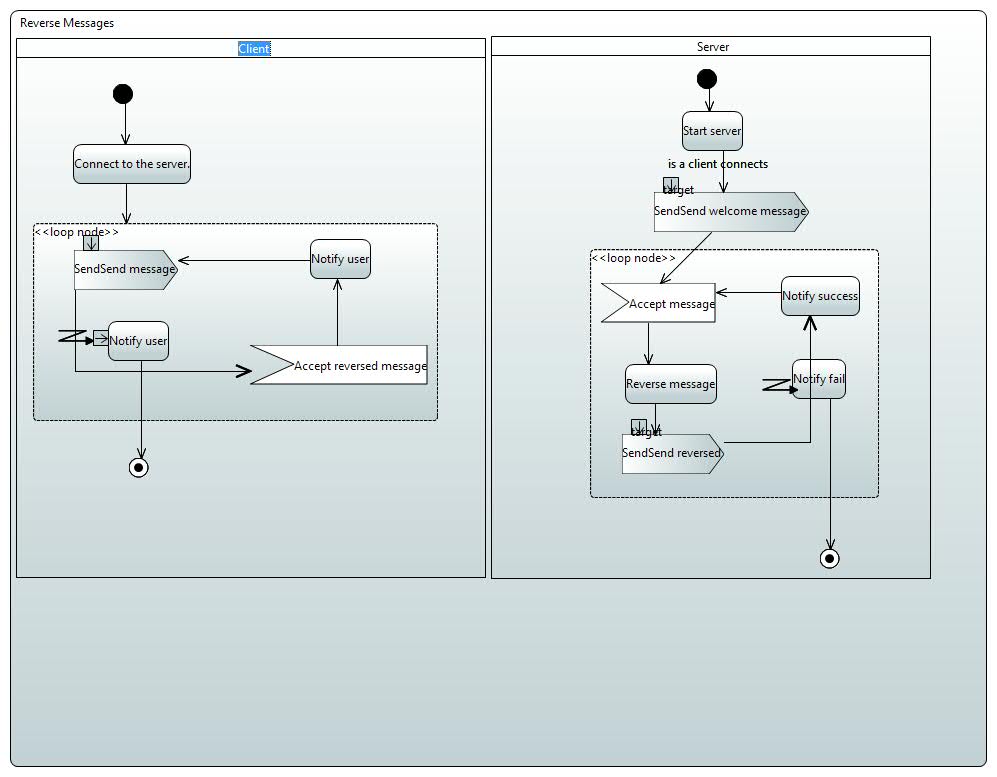 Reverse Messages
Client
Connect to the server.
<<loop node>>
SendSend message
Notify user
Notify user
Accept reversed message
Server
Start server
is a client connects
target
SendSend welcome message
<<loop node>>
Accept message
Notify success
Reverse message
Notify fail
target
SendSend reversed